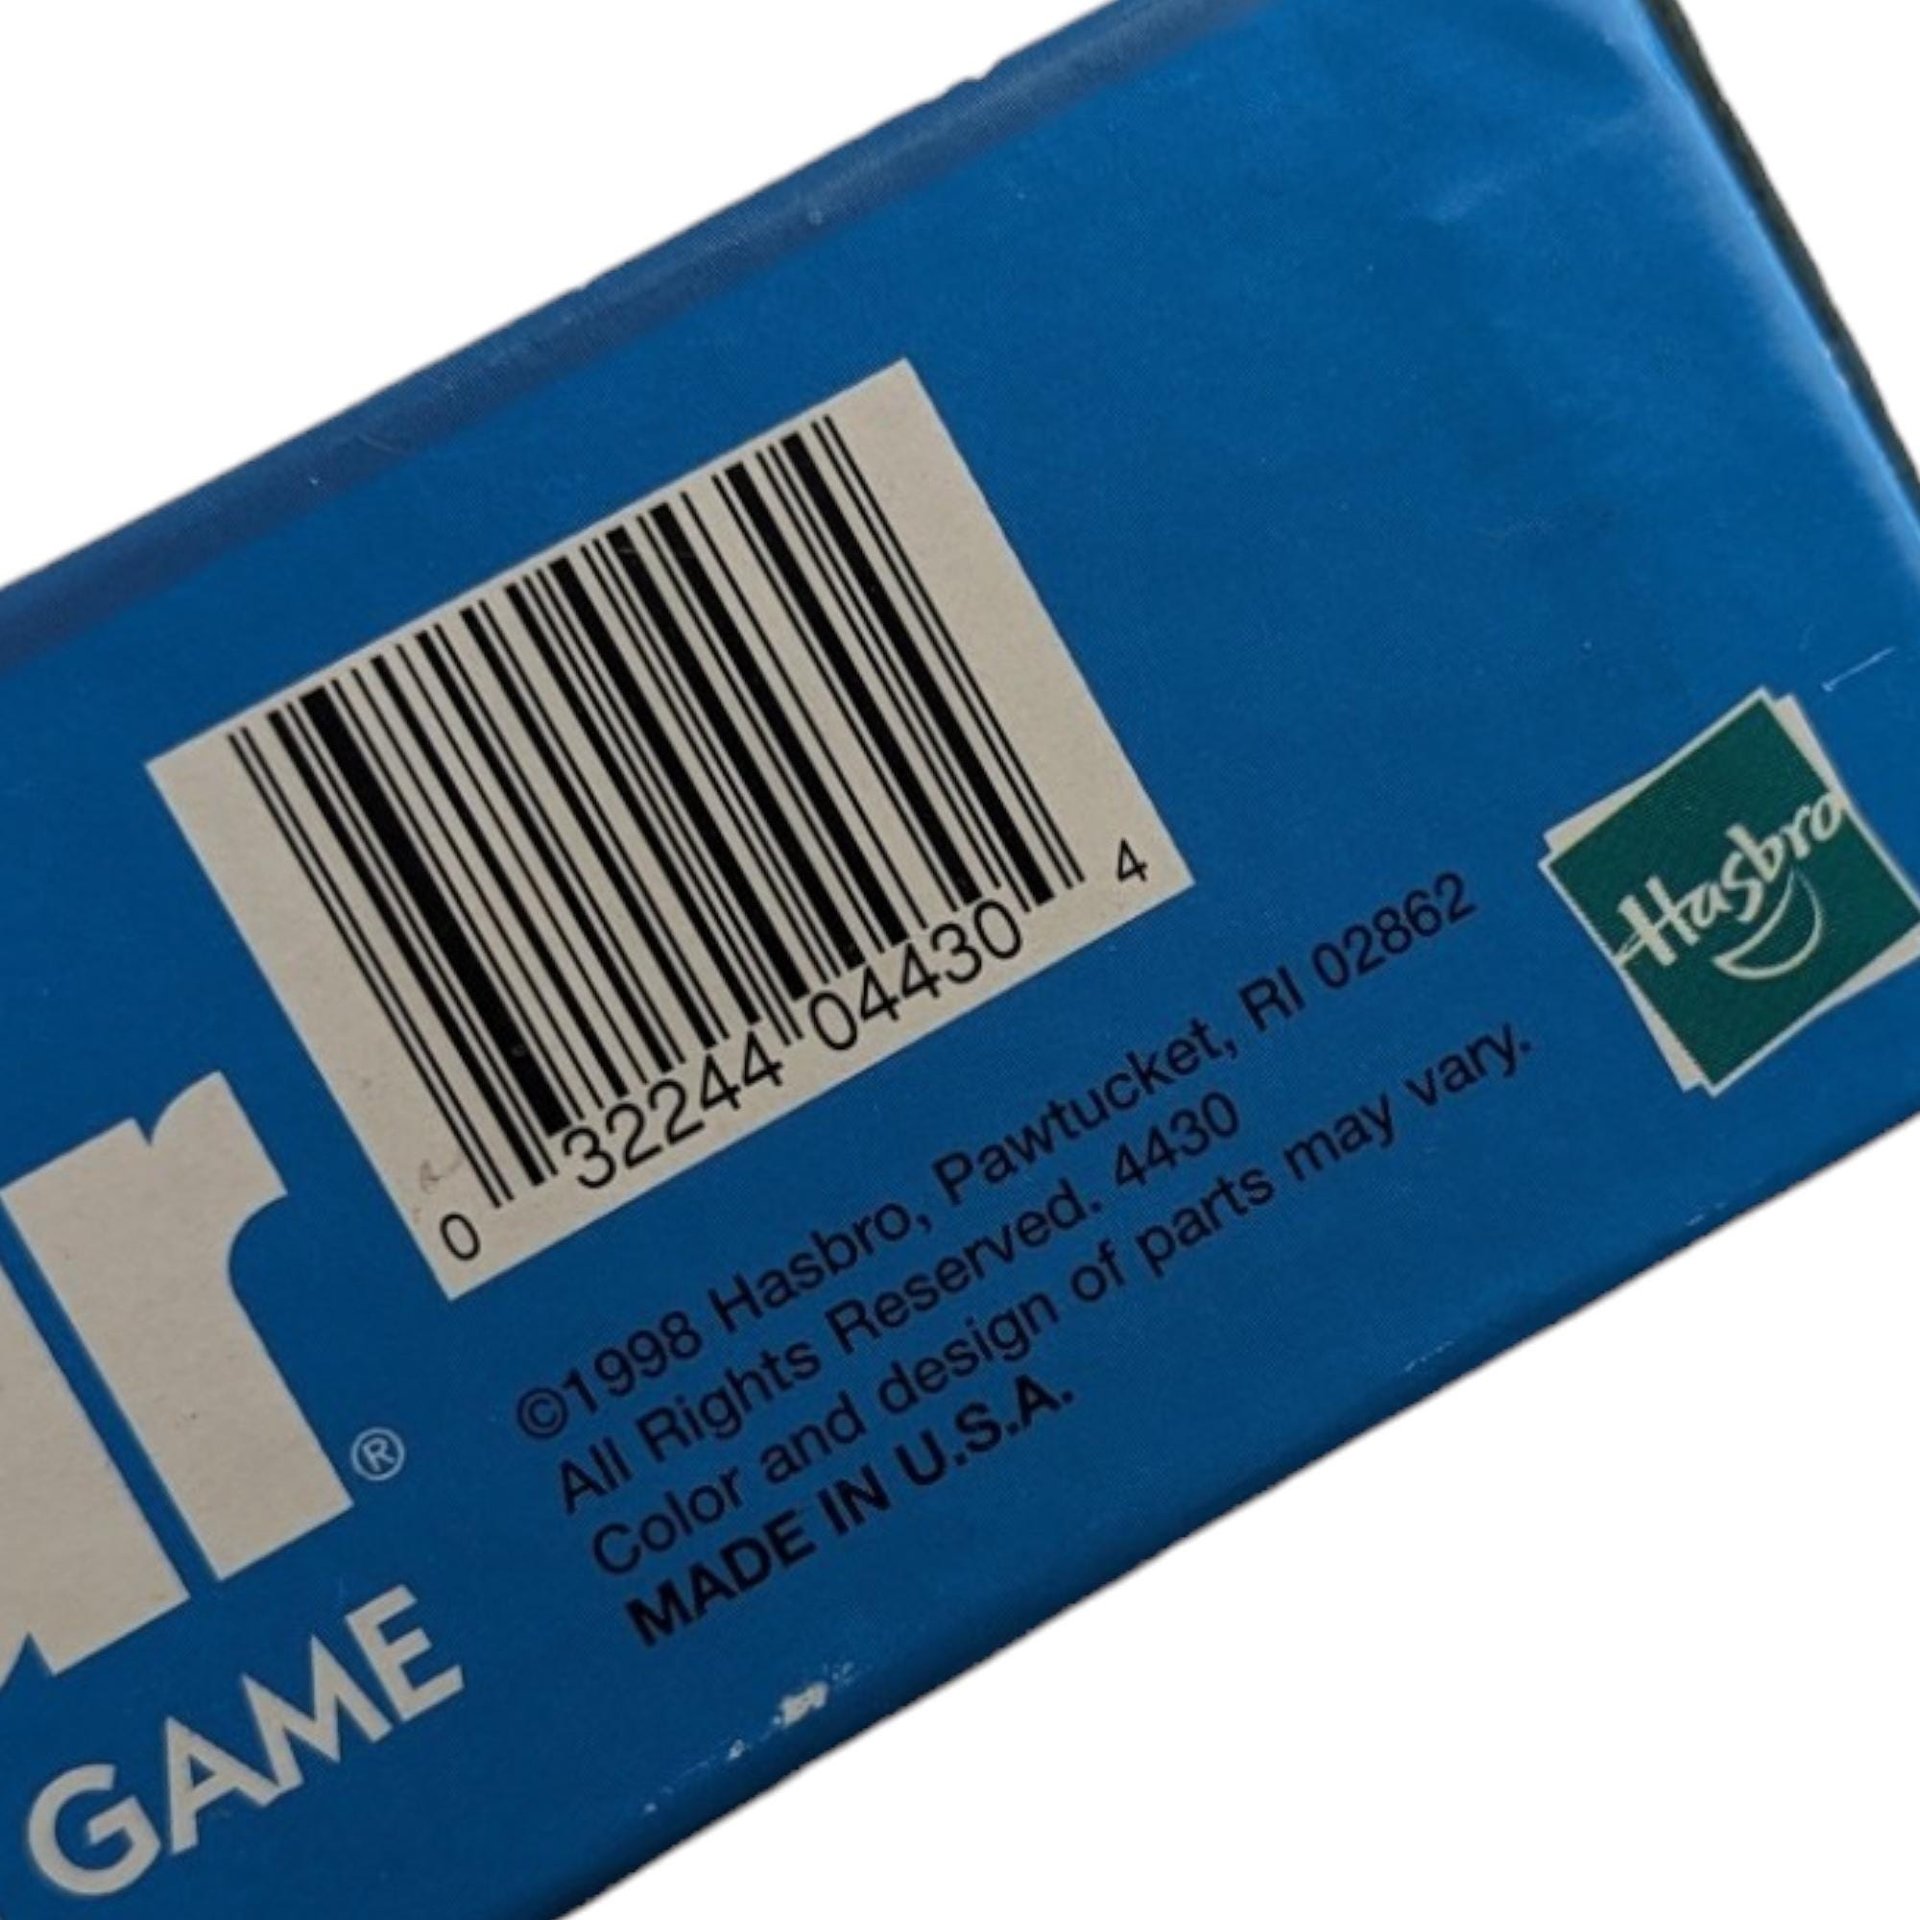 0 32244 04430 4
Hasbro
r®
GAME
©1998 Hasbro, Pawtucket, RI 02862
All Rights Reserved. 4430
Color and design of parts may vary.
MADE IN U.S.A.